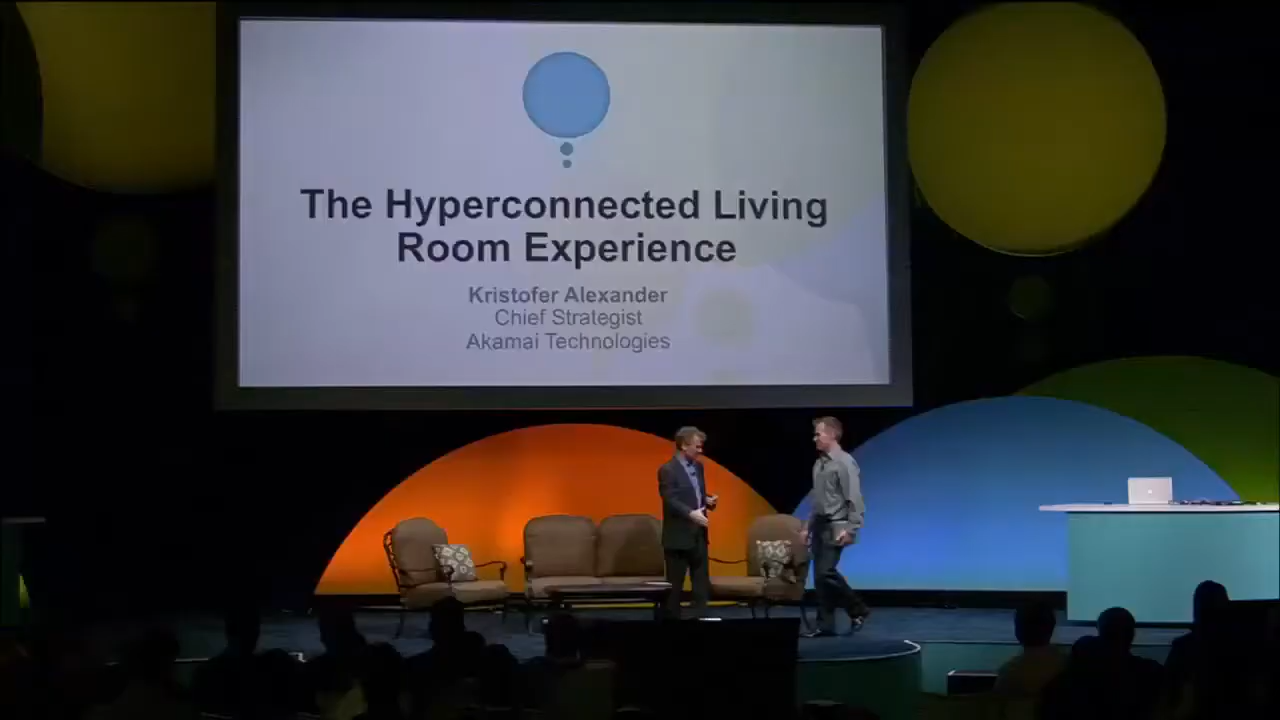 The Hyperconnected Living
Room Experience
Kristofer Alexander
Chief Strategist
Akamai Technologies